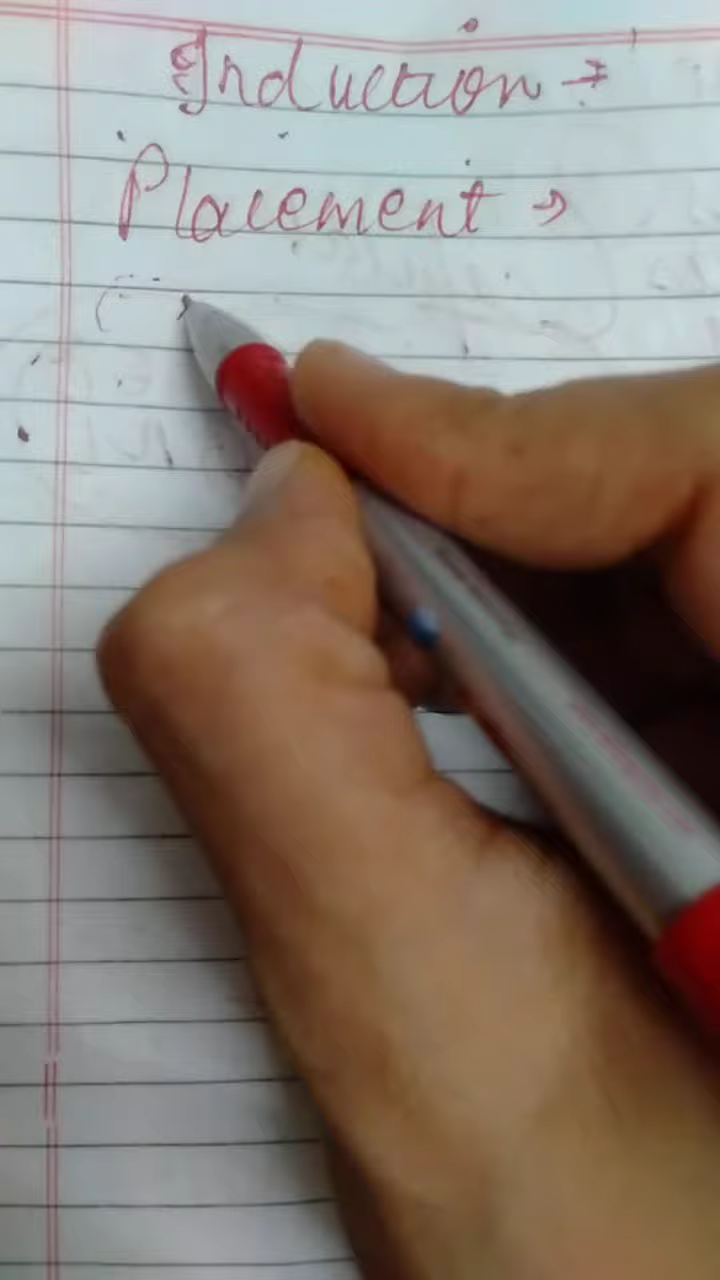 Induction →
Placement →